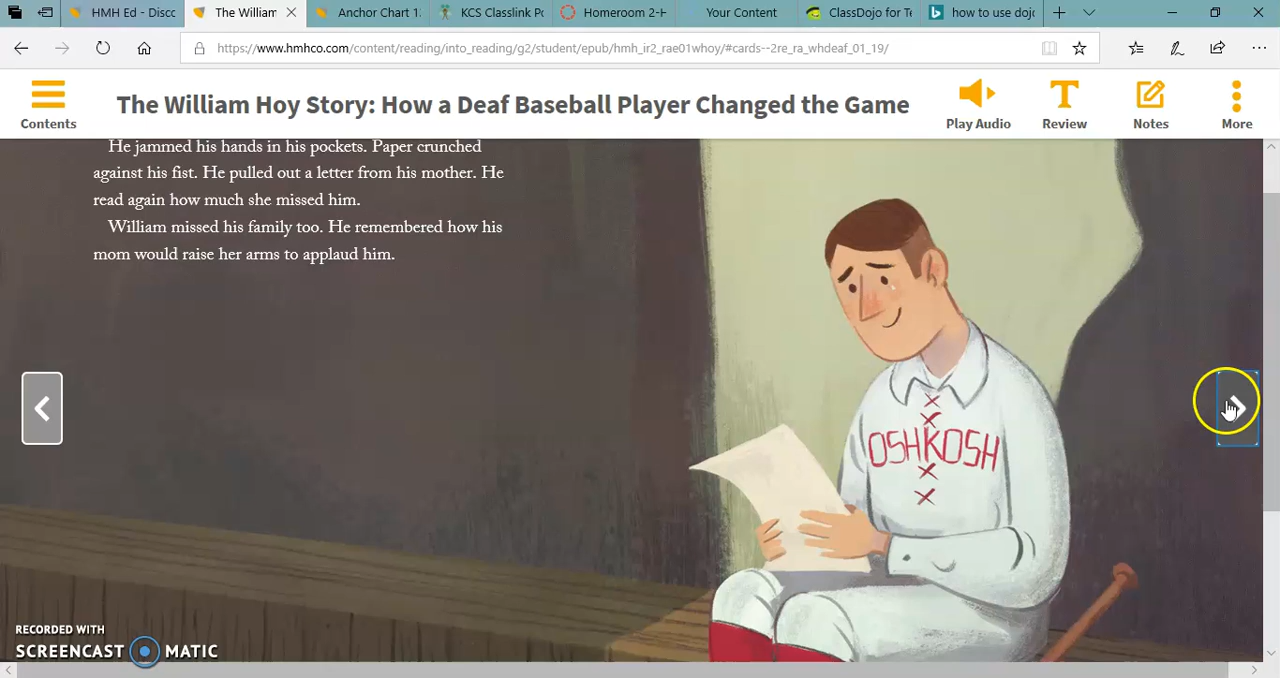 HMH Ed - Disco
The William
Anchor Chart 1.
KCS Classlink Po
Homeroom 2-H
Your Content
ClassDojo for Te
how to use dojo
https://www.hmhco.com/content/reading/into_reading/g2/student/epub/hmh_ir2_rae01whoy/#cards--2re_ra_whdeaf_01_19/
Contents
The William Hoy Story: How a Deaf Baseball Player Changed the Game
Play Audio
Review
Notes
More
He jammed his hands in his pockets. Paper crunched
against his fist. He pulled out a letter from his mother. He
read again how much she missed him.
William missed his family too. He remembered how his
mom would raise her arms to applaud him.
OSHKOSH
RECORDED WITH
SCREENCAST MATIC